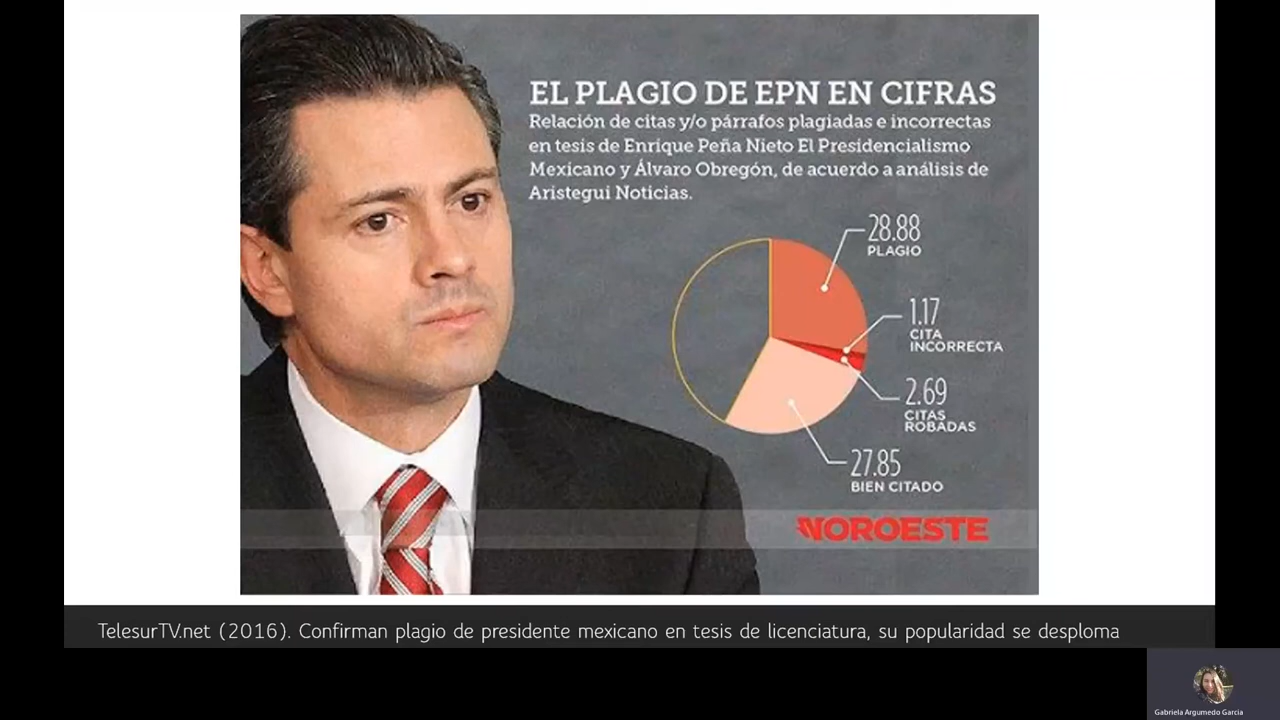 EL PLAGIO DE EPN EN CIFRAS
Relación de citas y/o párrafos plagiadas e incorrectas
en tesis de Enrique Peña Nieto El Presidencialismo
Mexicano y Álvaro Obregón, de acuerdo a análisis de
Aristegui Noticias.
28.88
PLAGIO
1.17
CITA
INCORRECTA
2.69
CITAS
ROBADAS
27.85
BIEN CITADO
NOROESTE
TelesurTV.net (2016). Confirman plagio de presidente mexicano en tesis de licenciatura, su popularidad se desploma
Gabriela Argumedo Garcia